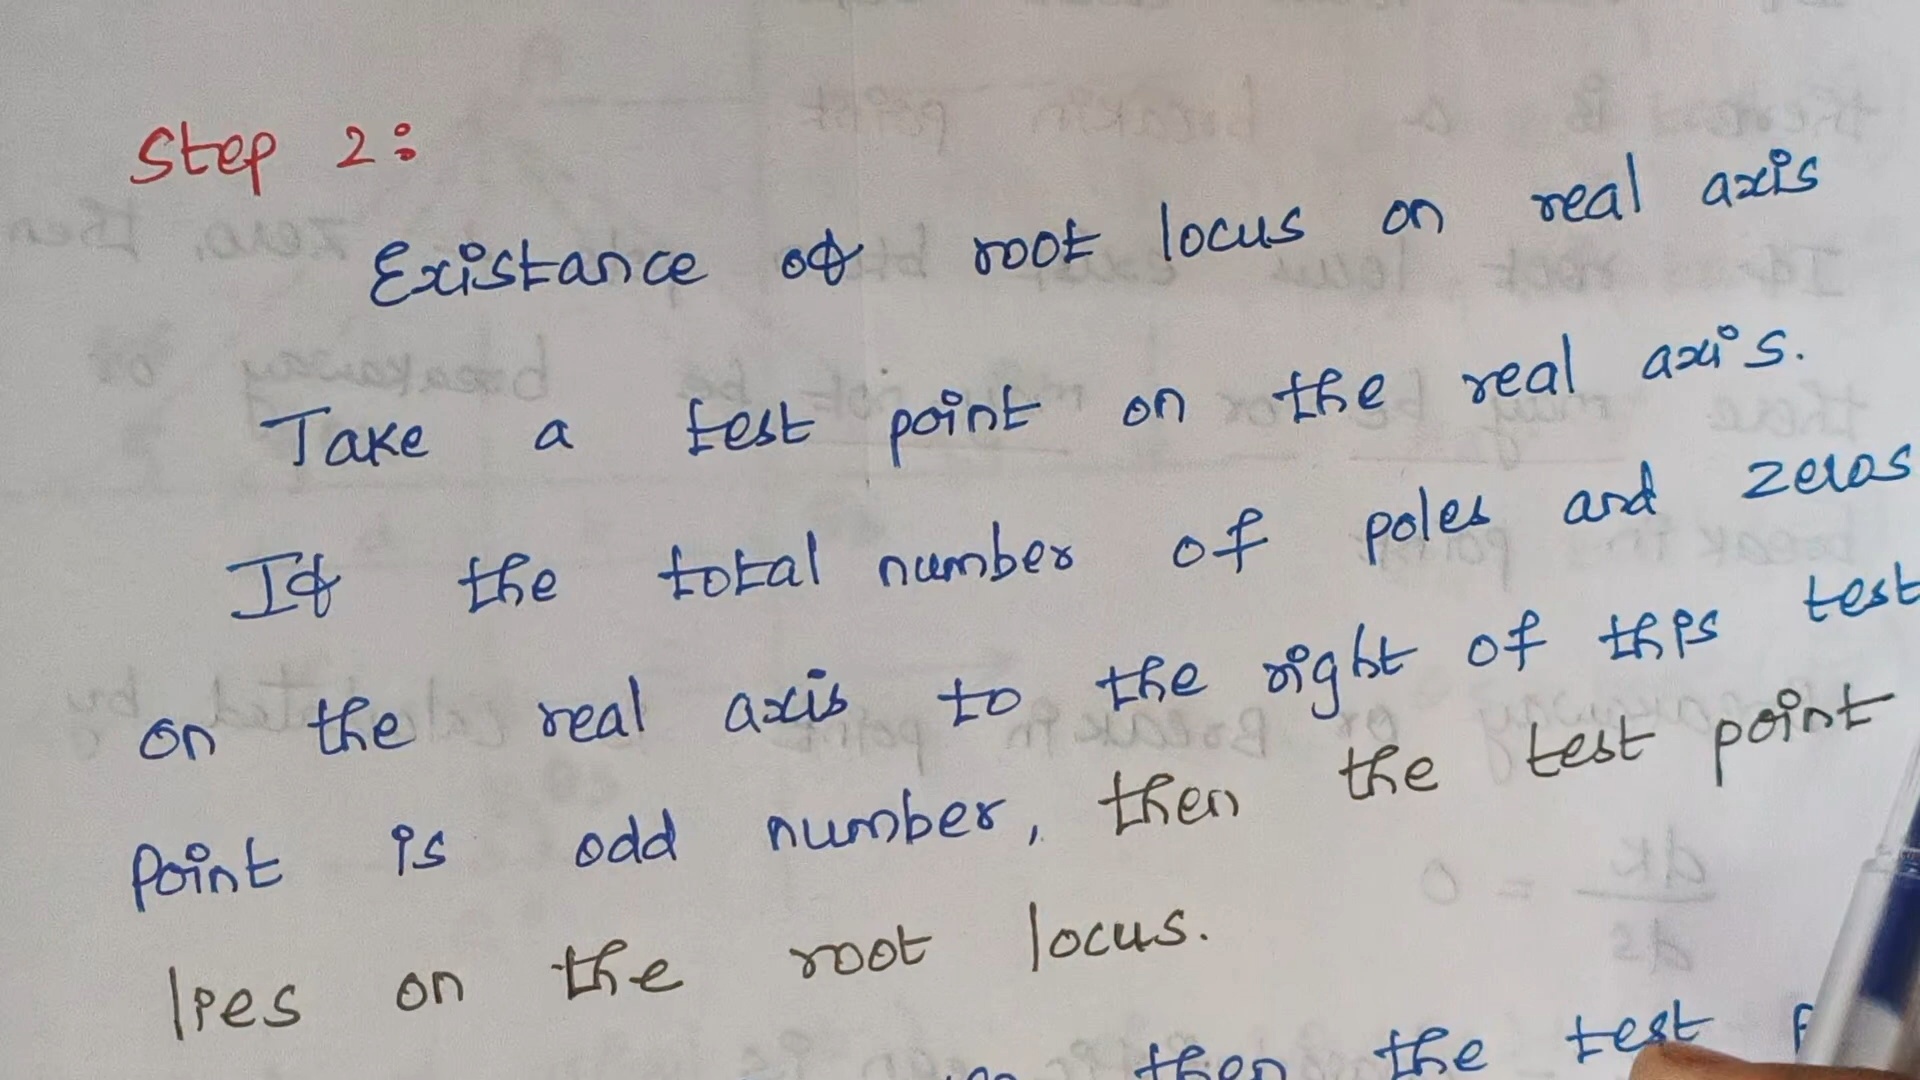 Step 2:
Existance of root locus on real axis
Take a test point on the real axis.
If the total number of poles and zeros
on the real axis to the right of this test
Point is odd number, then the test point
lies on the root locus.
then the test